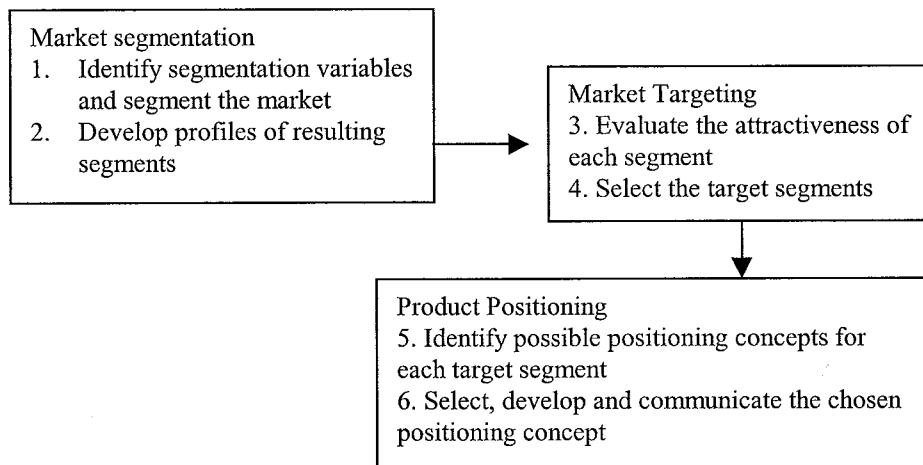 Market segmentation
1. Identify segmentation variables
and segment the market
2. Develop profiles of resulting
segments
Market Targeting
3. Evaluate the attractiveness of
each segment
4. Select the target segments
Product Positioning
5. Identify possible positioning concepts for
each target segment
6. Select, develop and communicate the chosen
positioning concept